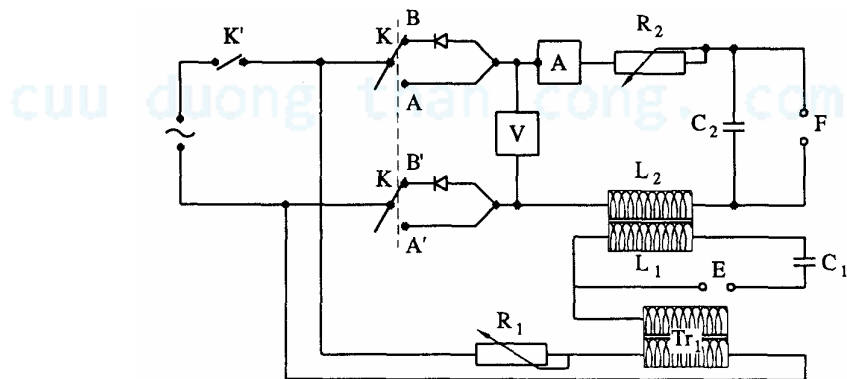 K'
K
B
A
A
R₂
V
C₂
F
K
B'
A'
L₂
L₁
E
C₁
R₁
Tr₁
cuu duong than cong. com